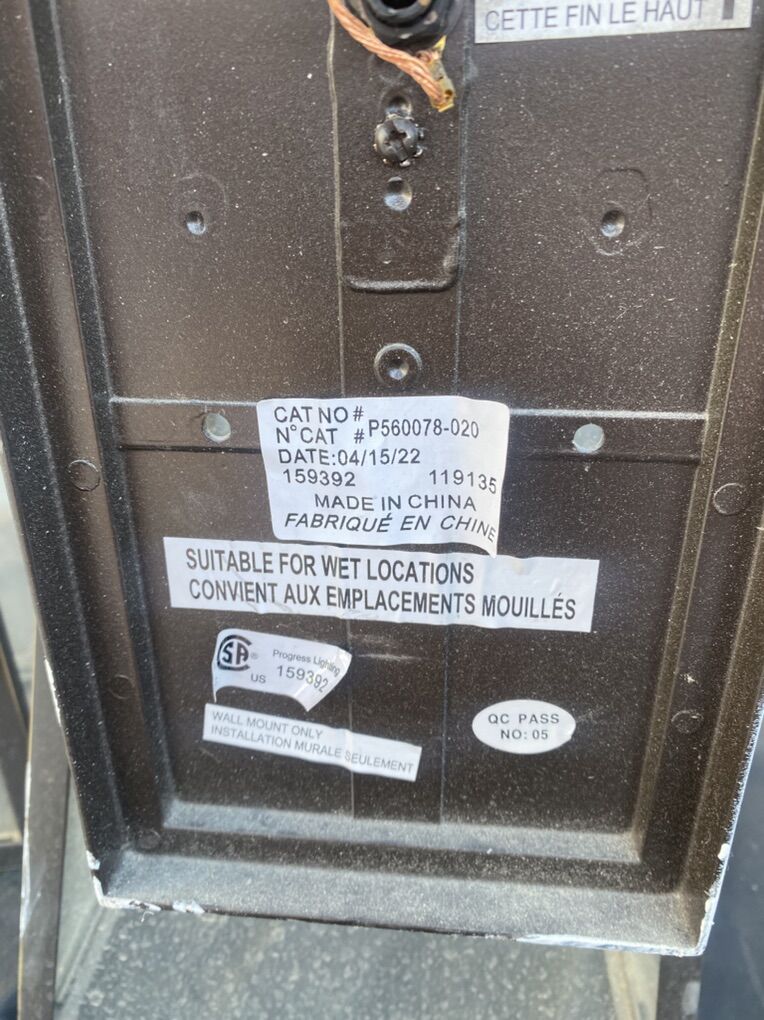 CETTE FIN LE HAUT
CAT NO #
N° CAT # P560078-020
DATE:04/15/22
159392 119135
MADE IN CHINA
FABRIQUÉ EN CHINE
SUITABLE FOR WET LOCATIONS
CONVIENT AUX EMPLACEMENTS MOUILLÉS
SA ®
Progress Lighting
US 159392
WALL MOUNT ONLY
INSTALLATION MURALE SEULEMENT
QC PASS
NO: 05